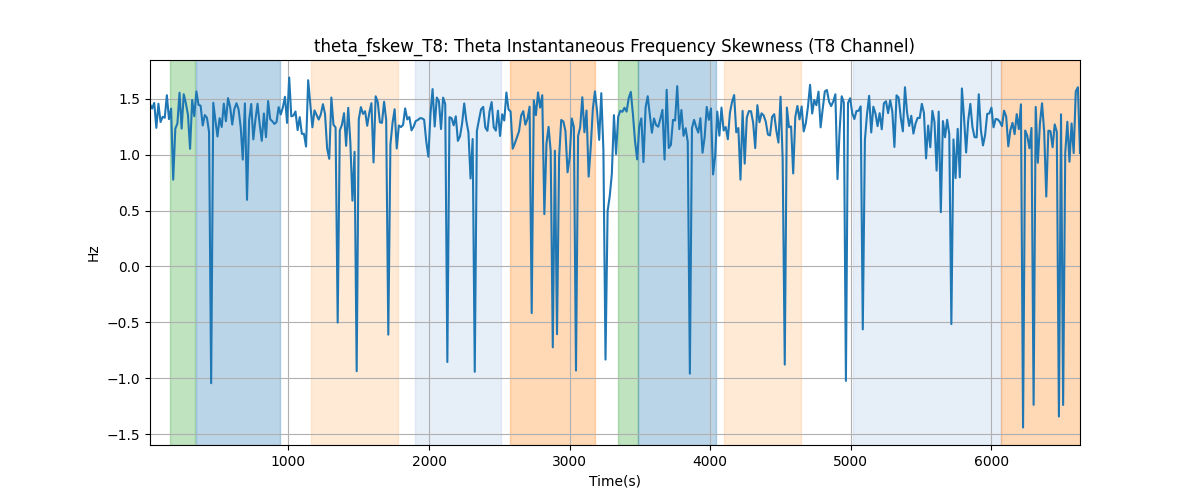 theta_fskew_T8: Theta Instantaneous Frequency Skewness (T8 Channel)
1.5
1.0
0.5
0.0
−0.5
−1.0
−1.5
Hz
1000 2000 3000 4000 5000 6000
Time(s)